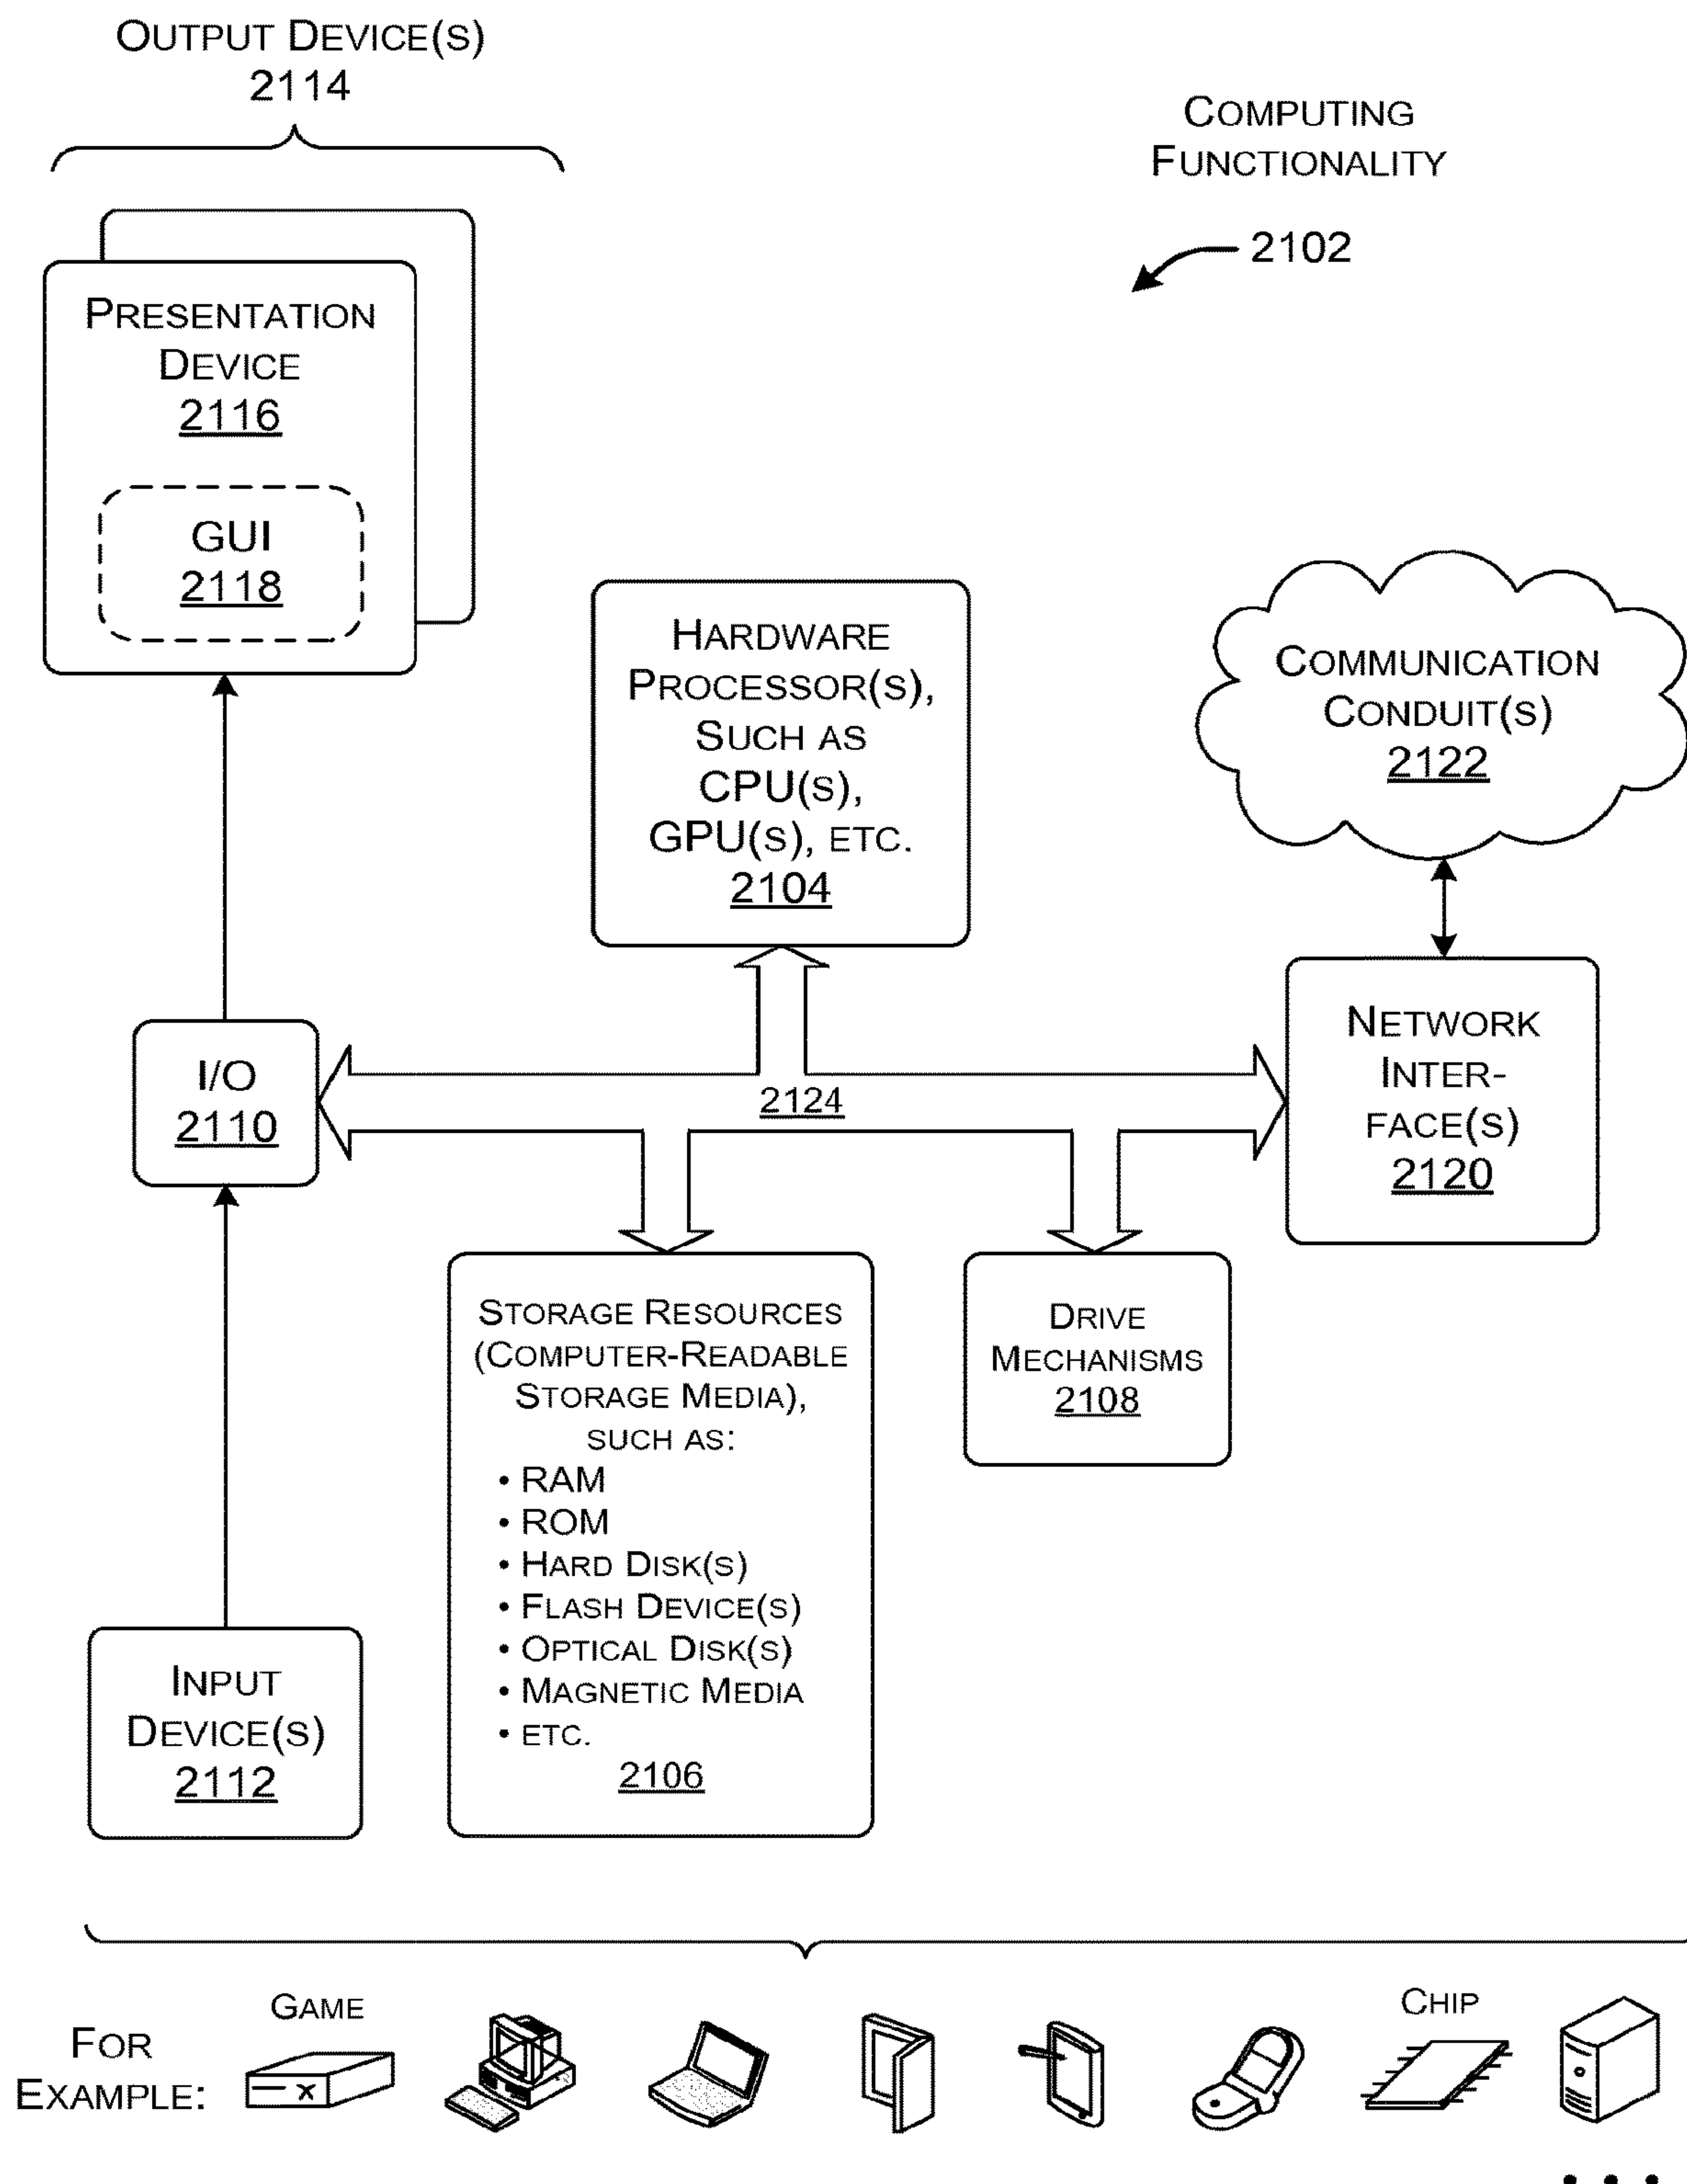 OUTPUT DEVICE(S)
2114
COMPUTING
FUNCTIONALITY
2102
PRESENTATION
DEVICE
2116
GUI
2118
HARDWARE
PROCESSOR(S),
SUCH AS
CPU(S),
GPU(S), ETC.
2104
COMMUNICATION
CONDUIT(S)
2122
I/O
2110
2124
NETWORK
INTER-
FACE(S)
2120
STORAGE RESOURCES
(COMPUTER-READABLE
STORAGE MEDIA),
SUCH AS:
• RAM
• ROM
• HARD DISK(S)
• FLASH DEVICE(S)
• OPTICAL DISK(S)
• MAGNETIC MEDIA
• ETC.
2106
DRIVE
MECHANISMS
2108
INPUT
DEVICE(S)
2112
FOR
EXAMPLE:
GAME
CHIP
• • •